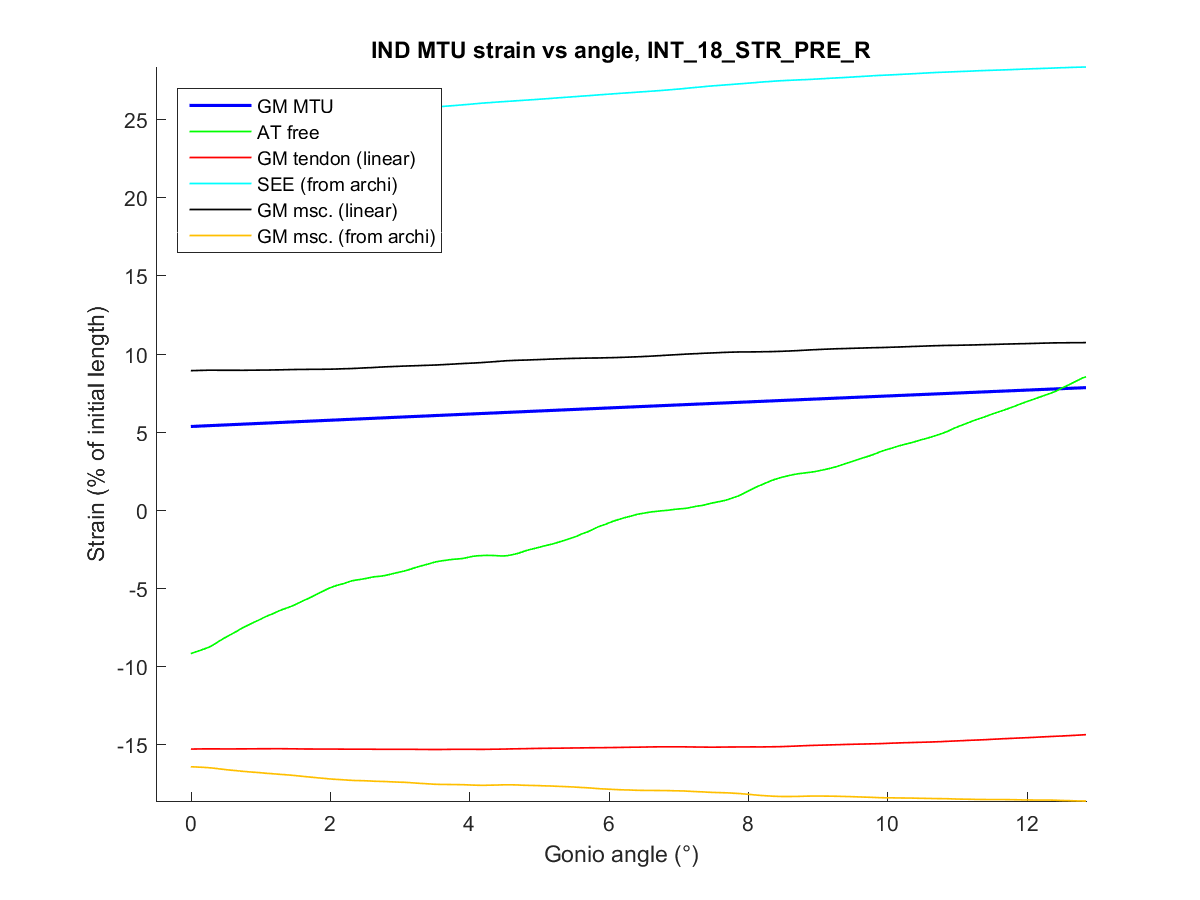 IND MTU strain vs angle, INT_18_STR_PRE_R
GM MTU
AT free
GM tendon (linear)
SEE (from archi)
GM msc. (linear)
GM msc. (from archi)
Strain (% of initial length)
25
20
15
10
5
0
-5
-10
-15
0 2 4 6 8 10 12
Gonio angle (°)